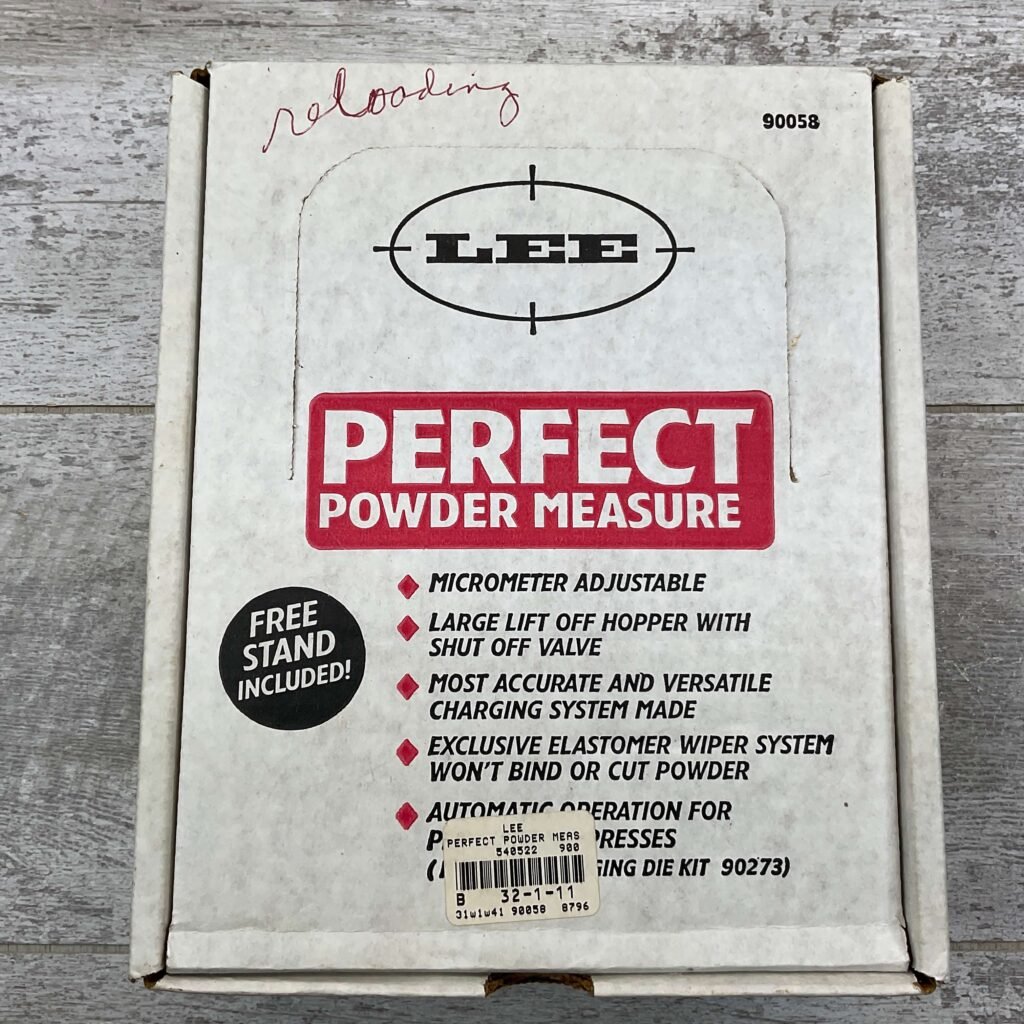 reloading
90058
LEE
PERFECT
POWDER MEASURE
FREE
STAND
INCLUDED!
MICROMETER ADJUSTABLE
LARGE LIFT OFF HOPPER WITH
SHUT OFF VALVE
MOST ACCURATE AND VERSATILE
CHARGING SYSTEM MADE
EXCLUSIVE ELASTOMER WIPER SYSTEM
WON'T BIND OR CUT POWDER
AUTOMATIC OPERATION FOR
DIE KIT 90273)
LEE
PERFECT POWDER MEAS
540522 900
B 32-1-11
31w1w41 90058 8796